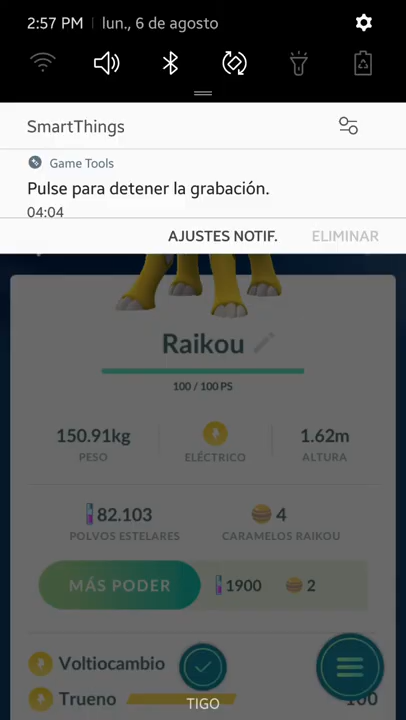 2:57 PM lun., 6 de agosto
SmartThings
Game Tools
Pulse para detener la grabación.
04:04
AJUSTES NOTIF. ELIMINAR
Raikou
100 / 100 PS
150.91kg 1.62m
PESO ELÉCTRICO ALTURA
82.103 4
POLVOS ESTELARES CARAMELOS RAIKOU
MÁS PODER 1900 2
Voltiocambio
Trueno 100
TIGO